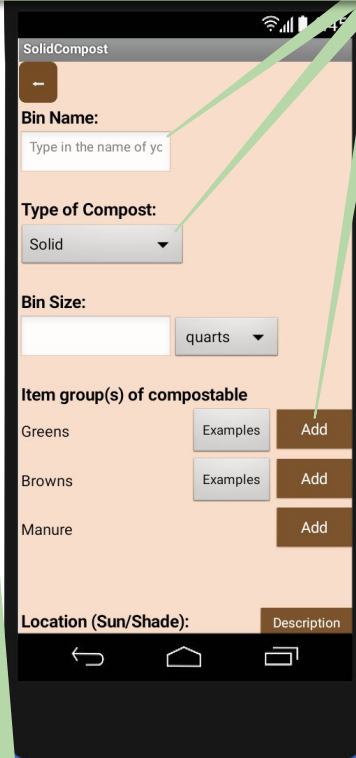 SolidCompost
Bin Name:
Type in the name of yc
Type of Compost:
Solid
Bin Size:
quarts
Item group(s) of compostable
Greens Examples Add
Browns Examples Add
Manure Add
Location (Sun/Shade): Description